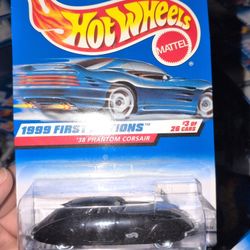 Hot Wheels
MATTEL
1999 FIRST EDITIONS
#3 OF
26 CARS
'38 PHANTOM CORSAIR